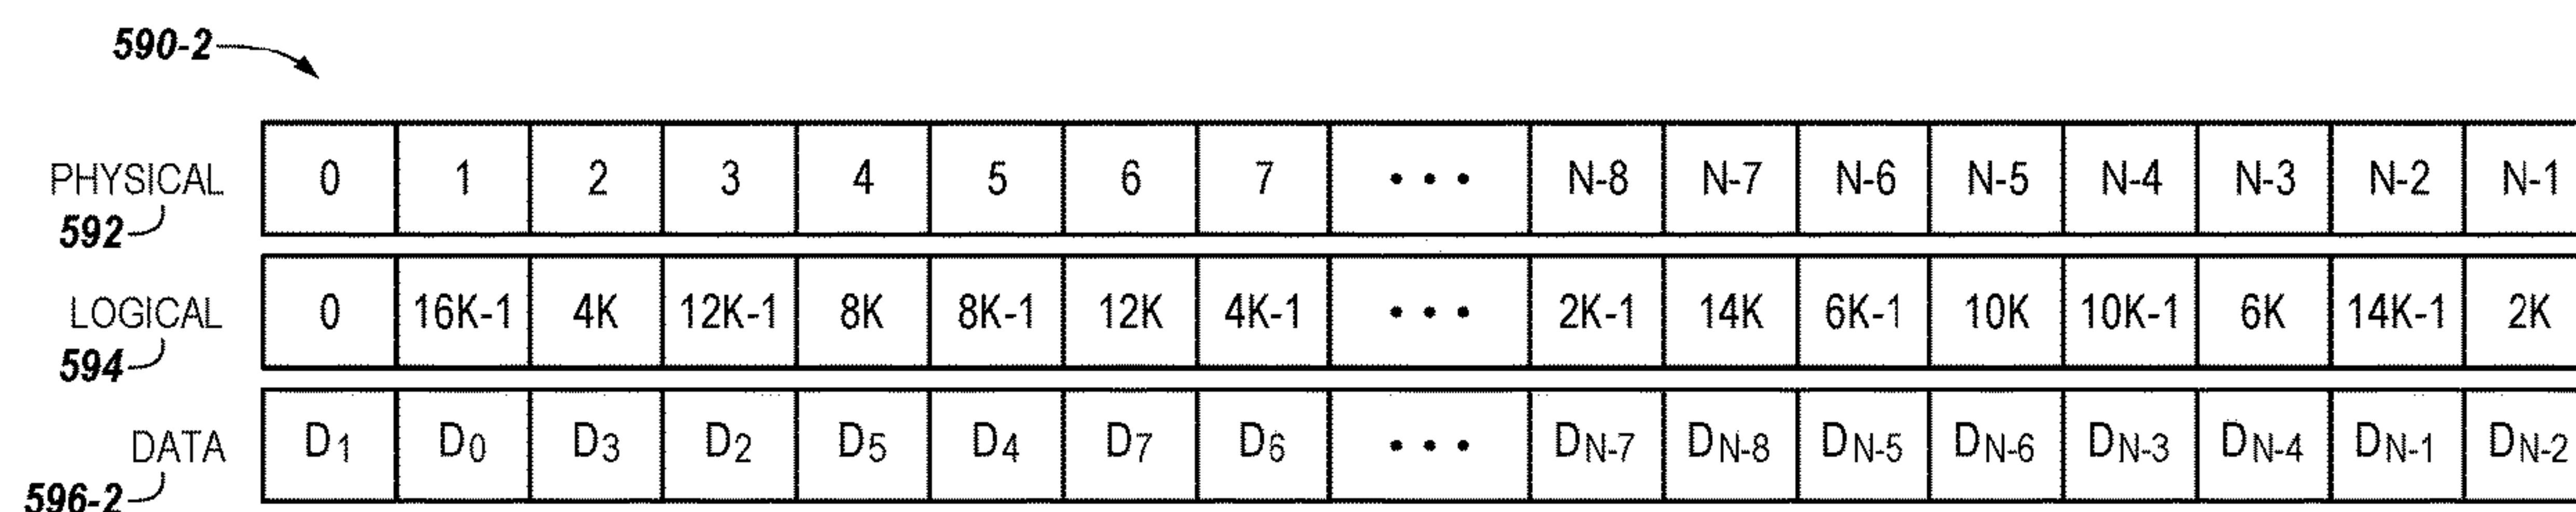 590-2
PHYSICAL 0 1 2 3 4 5 6 7 • • • N-8 N-7 N-6 N-5 N-4 N-3 N-2 N-1
592
LOGICAL 0 16K-1 4K 12K-1 8K 8K-1 12K 4K-1 • • • 2K-1 14K 6K-1 10K 10K-1 6K 14K-1 2K
594
DATA D1 D0 D3 D2 D5 D4 D7 D6 • • • DN-7 DN-8 DN-5 DN-6 DN-3 DN-4 DN-1 DN-2
596-2